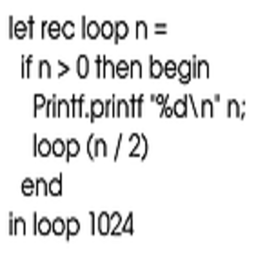 let rec loop n =
if n > 0 then begin
Printf.printf "%d\n" n;
loop (n / 2)
end
in loop 1024